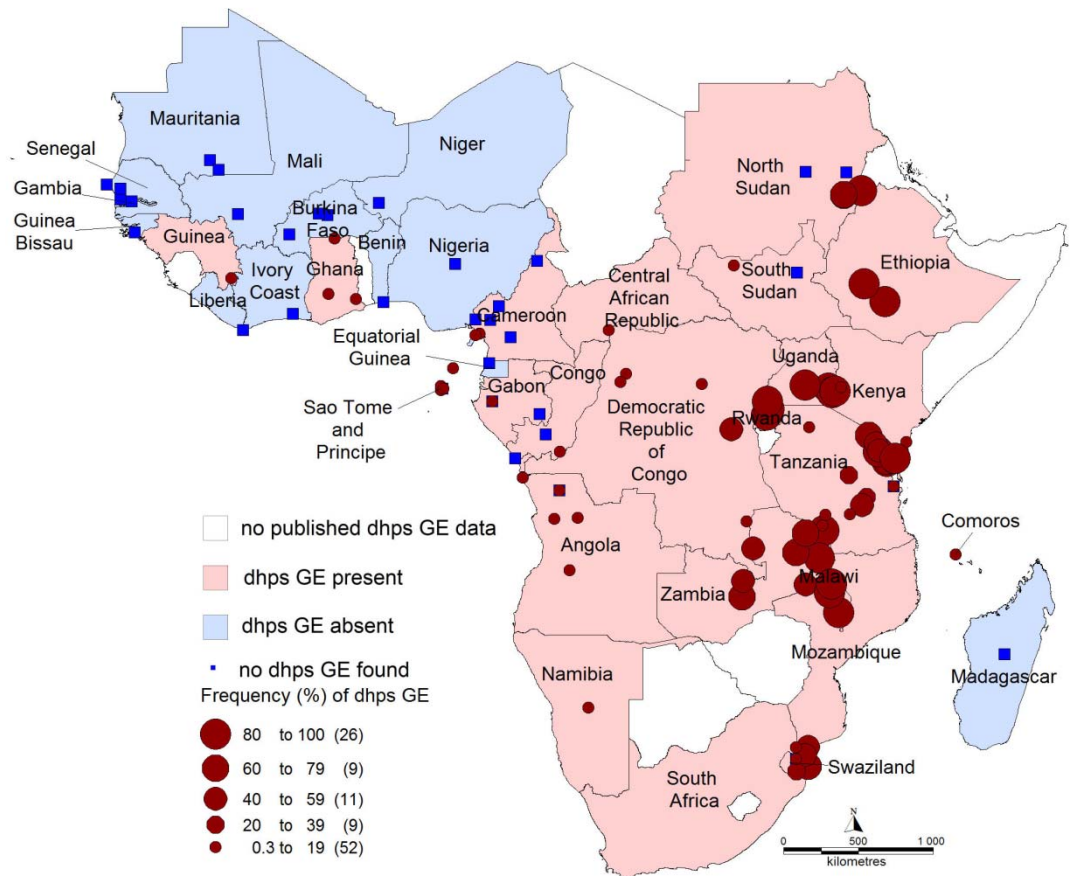 Mauritania
Senegal
Mali
Niger
North
Sudan
Gambia
Guinea
Bissau
Guinea
Burkina
Faso
Benin
Nigeria
Ivory
Coast
Ghana
Liberia
Central
African
Republic
South
Sudan
Ethiopia
Cameroon
Equatorial
Guinea
Congo
Gabon
Uganda
Kenya
Sao Tome
and
Principe
Democratic
Republic
of
Congo
Rwanda
Tanzania
no published dhps GE data
Comoros
dhps GE present
Angola
Zambia
Malawi
dhps GE absent
Mozambique
no dhps GE found
Namibia
Madagascar
Frequency (%) of dhps GE
80 to 100 (26)
60 to 79 (9)
40 to 59 (11)
20 to 39 (9)
0.3 to 19 (52)
South
Africa
Swaziland
N
0 500 1 000
kilometres